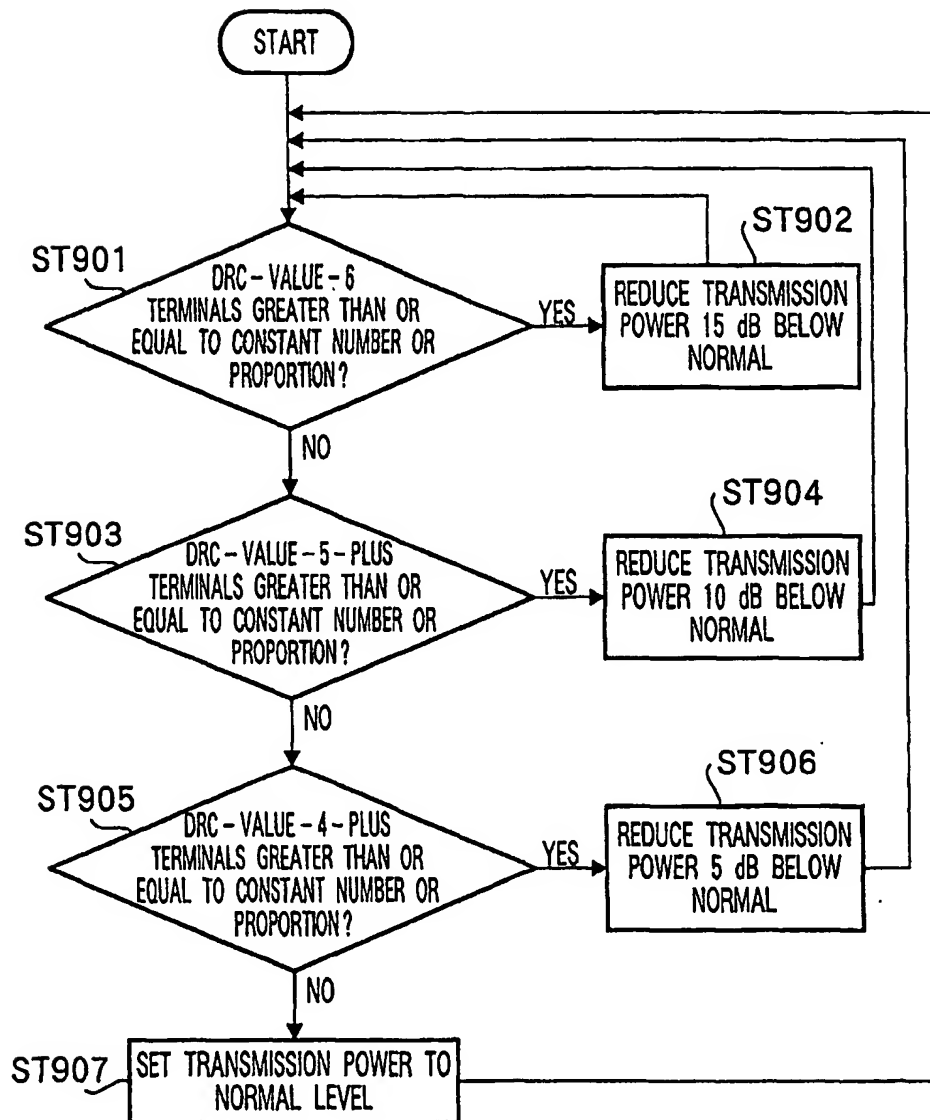 START
ST901
DRC-VALUE-6
TERMINALS GREATER THAN OR
EQUAL TO CONSTANT NUMBER OR
PROPORTION?
YES
ST902
REDUCE TRANSMISSION
POWER 15 dB BELOW
NORMAL
NO
ST903
DRC-VALUE-5-PLUS
TERMINALS GREATER THAN OR
EQUAL TO CONSTANT NUMBER OR
PROPORTION?
YES
ST904
REDUCE TRANSMISSION
POWER 10 dB BELOW
NORMAL
NO
ST905
DRC-VALUE-4-PLUS
TERMINALS GREATER THAN OR
EQUAL TO CONSTANT NUMBER OR
PROPORTION?
YES
ST906
REDUCE TRANSMISSION
POWER 5 dB BELOW
NORMAL
NO
ST907
SET TRANSMISSION POWER TO
NORMAL LEVEL